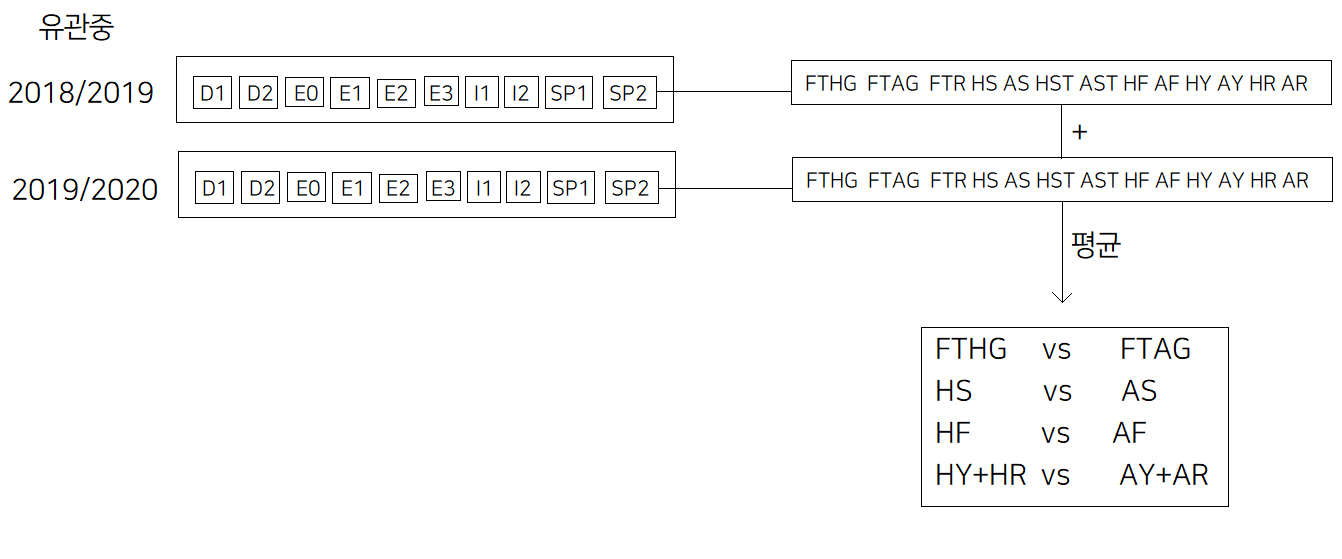 유관중
2018/2019 D1 D2 E0 E1 E2 E3 I1 I2 SP1 SP2 FTHG FTAG FTR HS AS HST AST HF AF HY AY HR AR
+
2019/2020 D1 D2 E0 E1 E2 E3 I1 I2 SP1 SP2 FTHG FTAG FTR HS AS HST AST HF AF HY AY HR AR
평균
FTHG vs FTAG
HS vs AS
HF vs AF
HY+HR vs AY+AR